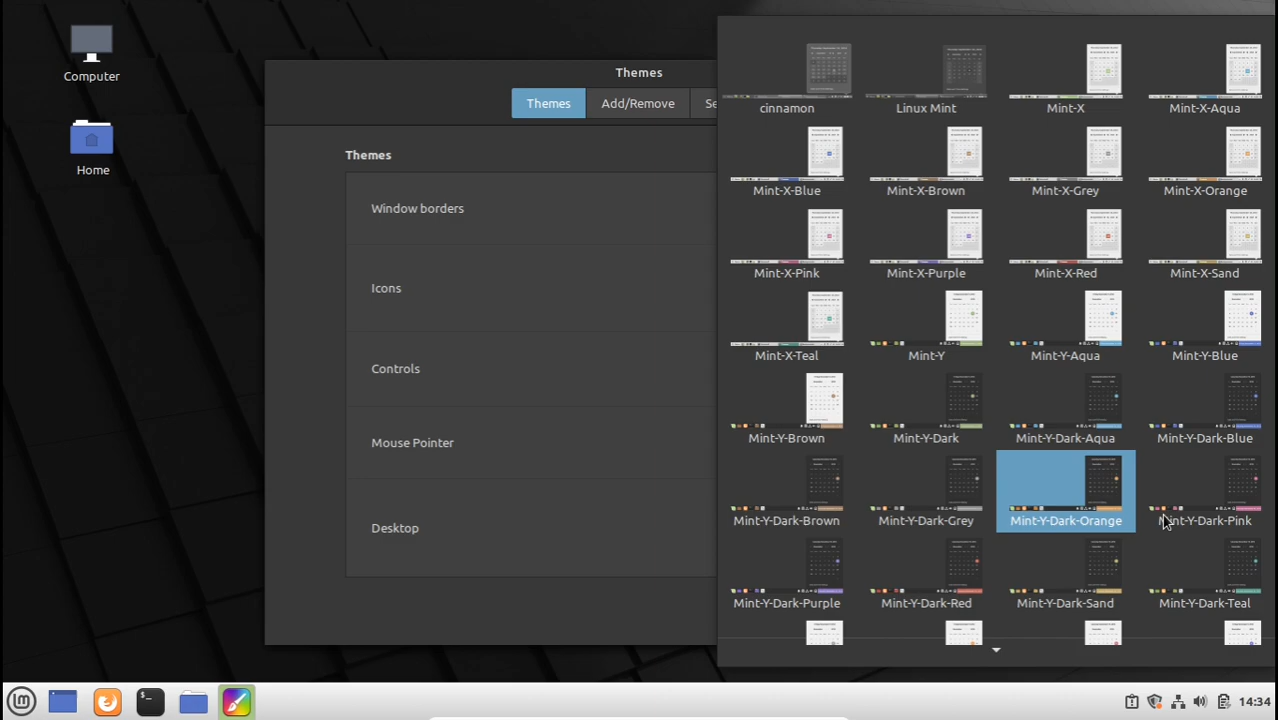 Computer
Home
Themes
Themes
Add/Remove
Se
Themes
Window borders
Icons
Controls
Mouse Pointer
Desktop
cinnamon
Linux Mint
Mint-X
Mint-X-Aqua
Mint-X-Blue
Mint-X-Brown
Mint-X-Grey
Mint-X-Orange
Mint-X-Pink
Mint-X-Purple
Mint-X-Red
Mint-X-Sand
Mint-X-Teal
Mint-Y
Mint-Y-Aqua
Mint-Y-Blue
Mint-Y-Brown
Mint-Y-Dark
Mint-Y-Dark-Aqua
Mint-Y-Dark-Blue
Mint-Y-Dark-Brown
Mint-Y-Dark-Grey
Mint-Y-Dark-Orange
Mint-Y-Dark-Pink
Mint-Y-Dark-Purple
Mint-Y-Dark-Red
Mint-Y-Dark-Sand
Mint-Y-Dark-Teal
14:34